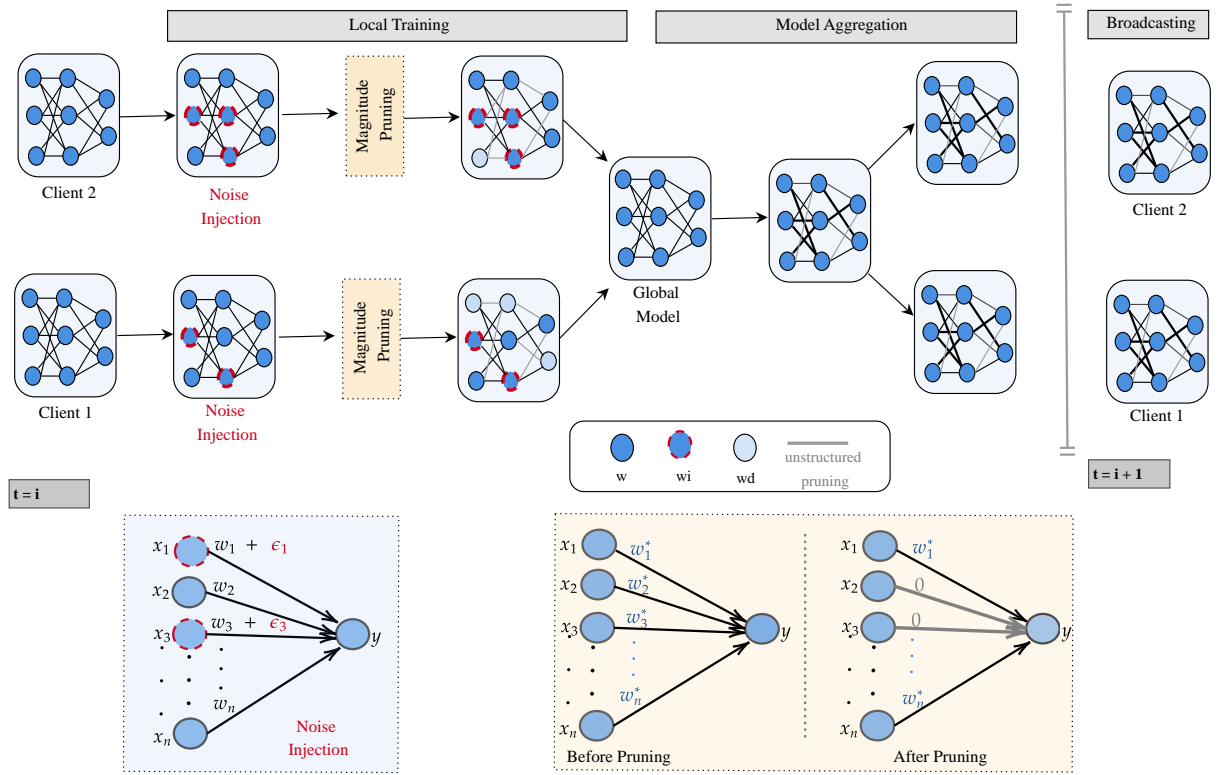 Local Training
Model Aggregation
Broadcasting
Magnitude
Pruning
Client 2
Noise
Injection
Client 2
Global
Model
Magnitude
Pruning
Client 1
Noise
Injection
Client 1
w
wi
wd
unstructured
pruning
t = i
t = i + 1
x₁ w₁ + ϵ₁
x₂ w₂
x₃ w₃ + ϵ₃
y
wₙ
xₙ
Noise
Injection
x₁ w₁*
x₂ w₂*
x₃ w₃*
y
wₙ*
xₙ
Before Pruning
x₁ w₁*
x₂ 0
x₃ 0
y
wₙ*
xₙ
After Pruning